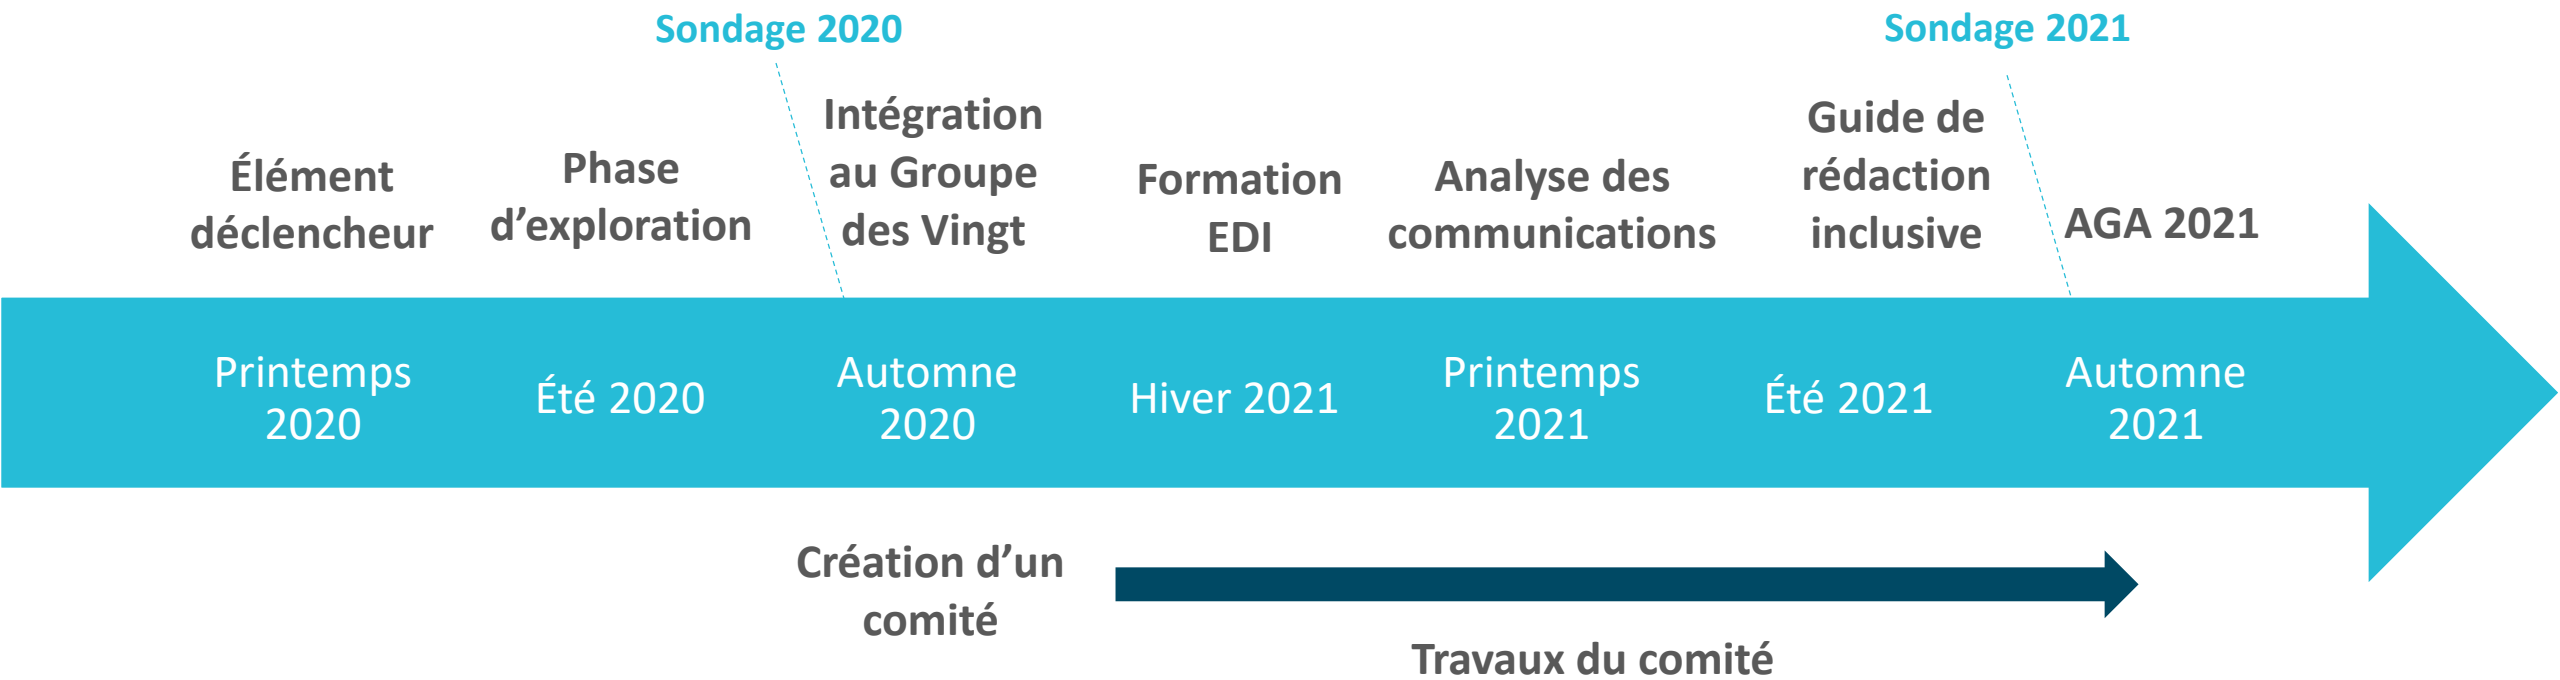 Sondage 2020
Sondage 2021
Élément
déclencheur
Phase
d’exploration
Intégration
au Groupe
des Vingt
Formation
EDI
Analyse des
communications
Guide de
rédaction
inclusive
AGA 2021
Printemps
2020
Été 2020
Automne
2020
Hiver 2021
Printemps
2021
Été 2021
Automne
2021
Création d’un
comité
Travaux du comité